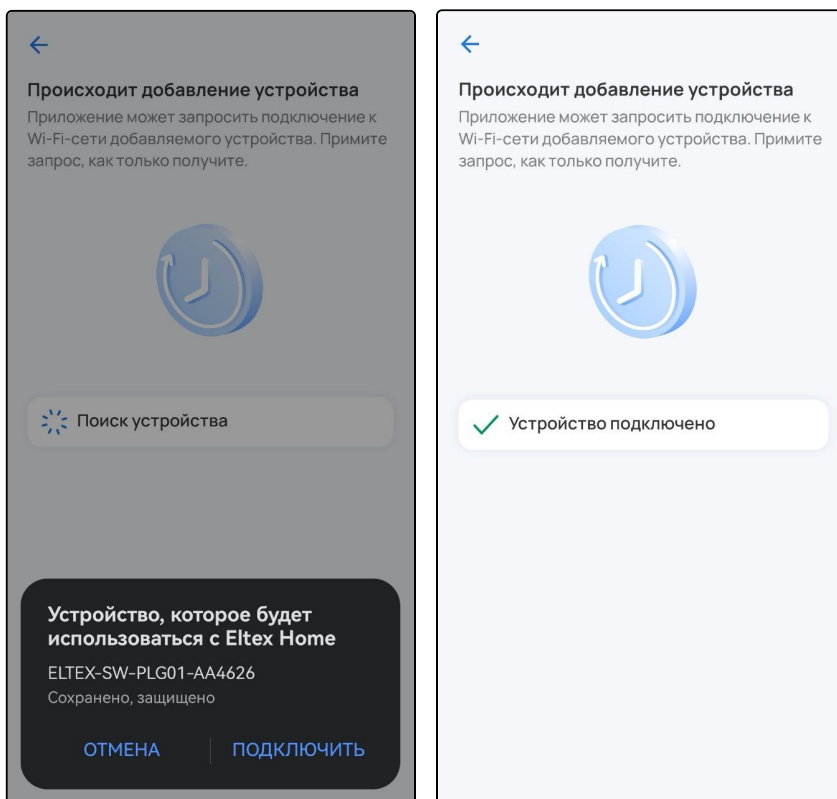 Происходит добавление устройства
Приложение может запросить подключение к
Wi-Fi-сети добавляемого устройства. Примите
запрос, как только получите.
Поиск устройства
Устройство, которое будет
использоваться с Eltex Home
ELTEX-SW-PLG01-AA4626
Сохранено, защищено
ОТМЕНА
ПОДКЛЮЧИТЬ
Происходит добавление устройства
Приложение может запросить подключение к
Wi-Fi-сети добавляемого устройства. Примите
запрос, как только получите.
Устройство подключено